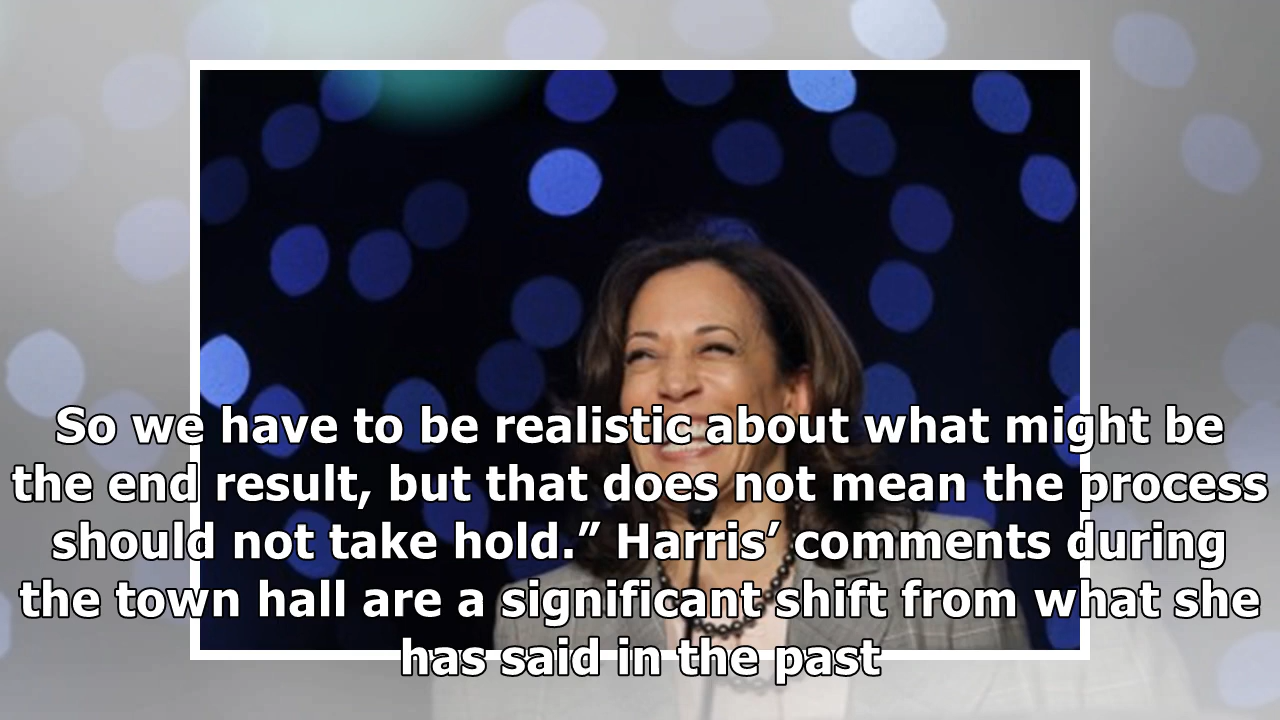 So we have to be realistic about what might be
the end result, but that does not mean the process
should not take hold.” Harris’ comments during
the town hall are a significant shift from what she
has said in the past